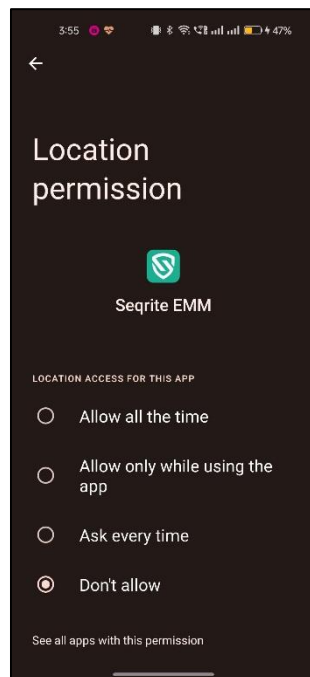 3:55 47%
Location
permission
Seqrite EMM
LOCATION ACCESS FOR THIS APP
Allow all the time
Allow only while using the
app
Ask every time
Don't allow
See all apps with this permission